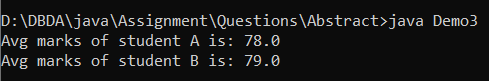 D:\DBDA\java\Assignment\Questions\Abstract>java Demo3
Avg marks of student A is: 78.0
Avg marks of student B is: 79.0